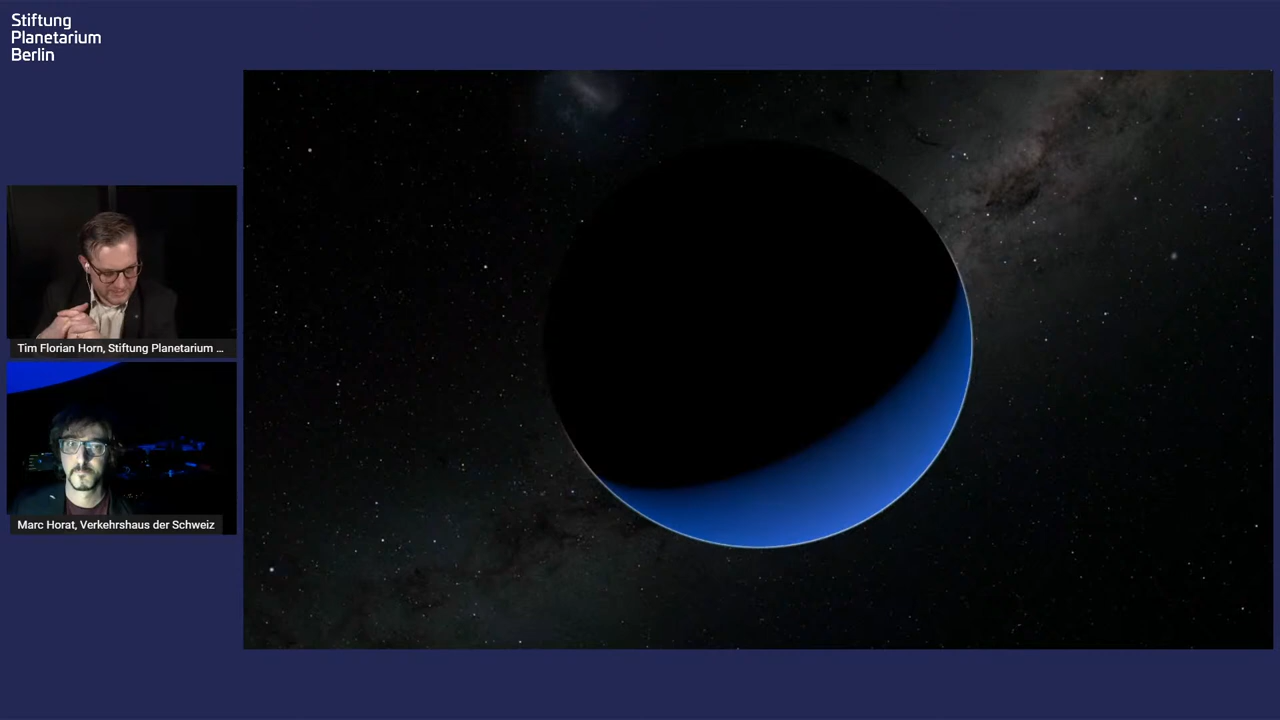 Stiftung
Planetarium
Berlin
Tim Florian Horn, Stiftung Planetarium ...
Marc Horat, Verkehrshaus der Schweiz